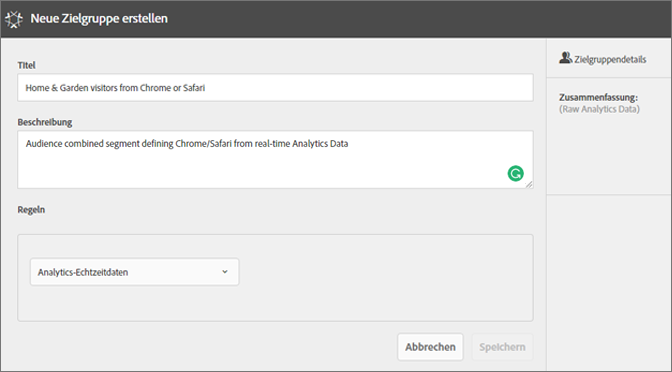 Neue Zielgruppe erstellen
Titel
Home & Garden visitors from Chrome or Safari
Beschreibung
Audience combined segment defining Chrome/Safari from real-time Analytics Data
Regeln
Analytics-Echtzeitdaten
Abbrechen
Speichern
Zielgruppendetails
Zusammenfassung:
(Raw Analytics Data)